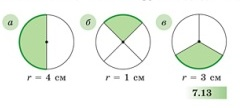 а б в
r = 4 см r = 1 см r = 3 см
7.13